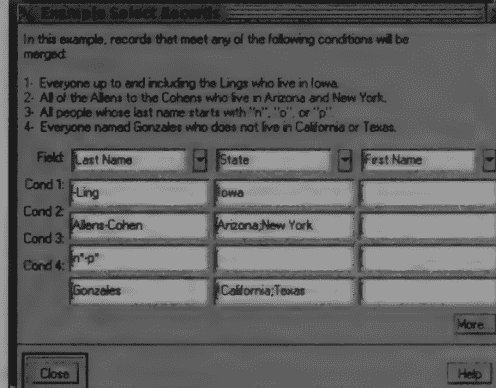 Example Select Records
In this example, records that meet any of the following conditions will be
merged:
1- Everyone up to and including the Lings who live in Iowa.
2- All of the Allens to the Cohens who live in Arizona and New York.
3- All people whose last name starts with "n", "o", or "p".
4- Everyone named Gonzales who does not live in California or Texas.
Field: Last Name State First Name
Cond 1: -Ling Iowa
Cond 2: Allens-Cohen Arizona;New York
Cond 3: n*-p*
Cond 4: Gonzales !California;Texas
More...
Close Help